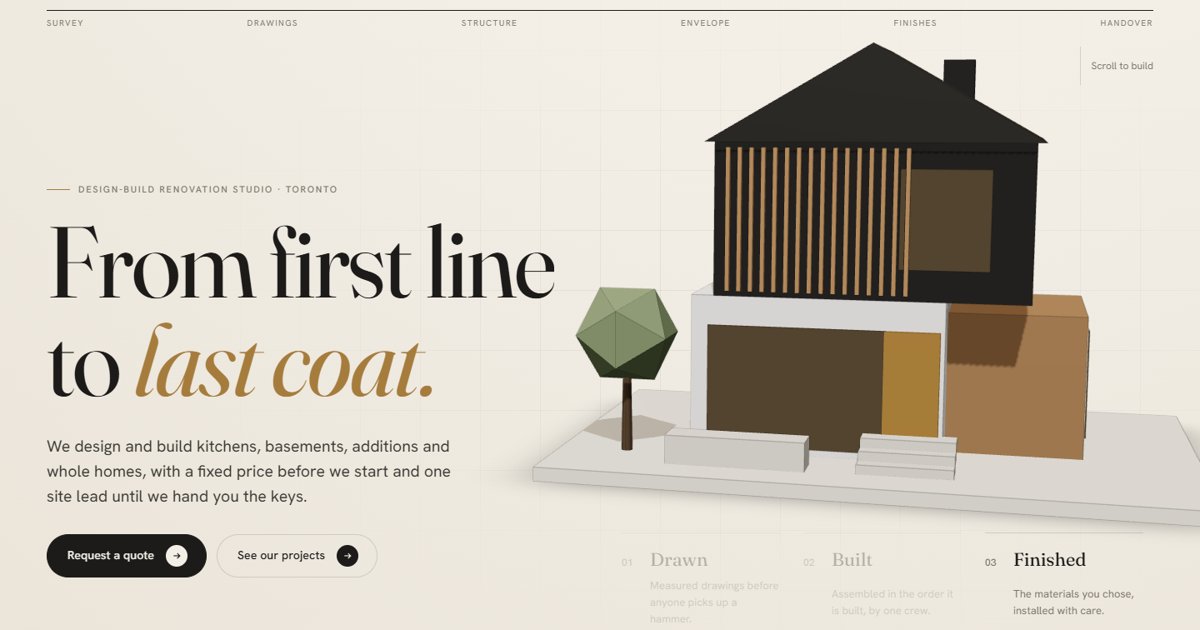 SURVEY DRAWINGS STRUCTURE ENVELOPE FINISHES HANDOVER
Scroll to build
DESIGN-BUILD RENOVATION STUDIO · TORONTO
From first line
to last coat.
We design and build kitchens, basements, additions and
whole homes, with a fixed price before we start and one
site lead until we hand you the keys.
Request a quote → See our projects →
01 Drawn
Measured drawings before
anyone picks up a
hammer.
02 Built
Assembled in the order it
is built, by one crew.
03 Finished
The materials you chose,
installed with care.